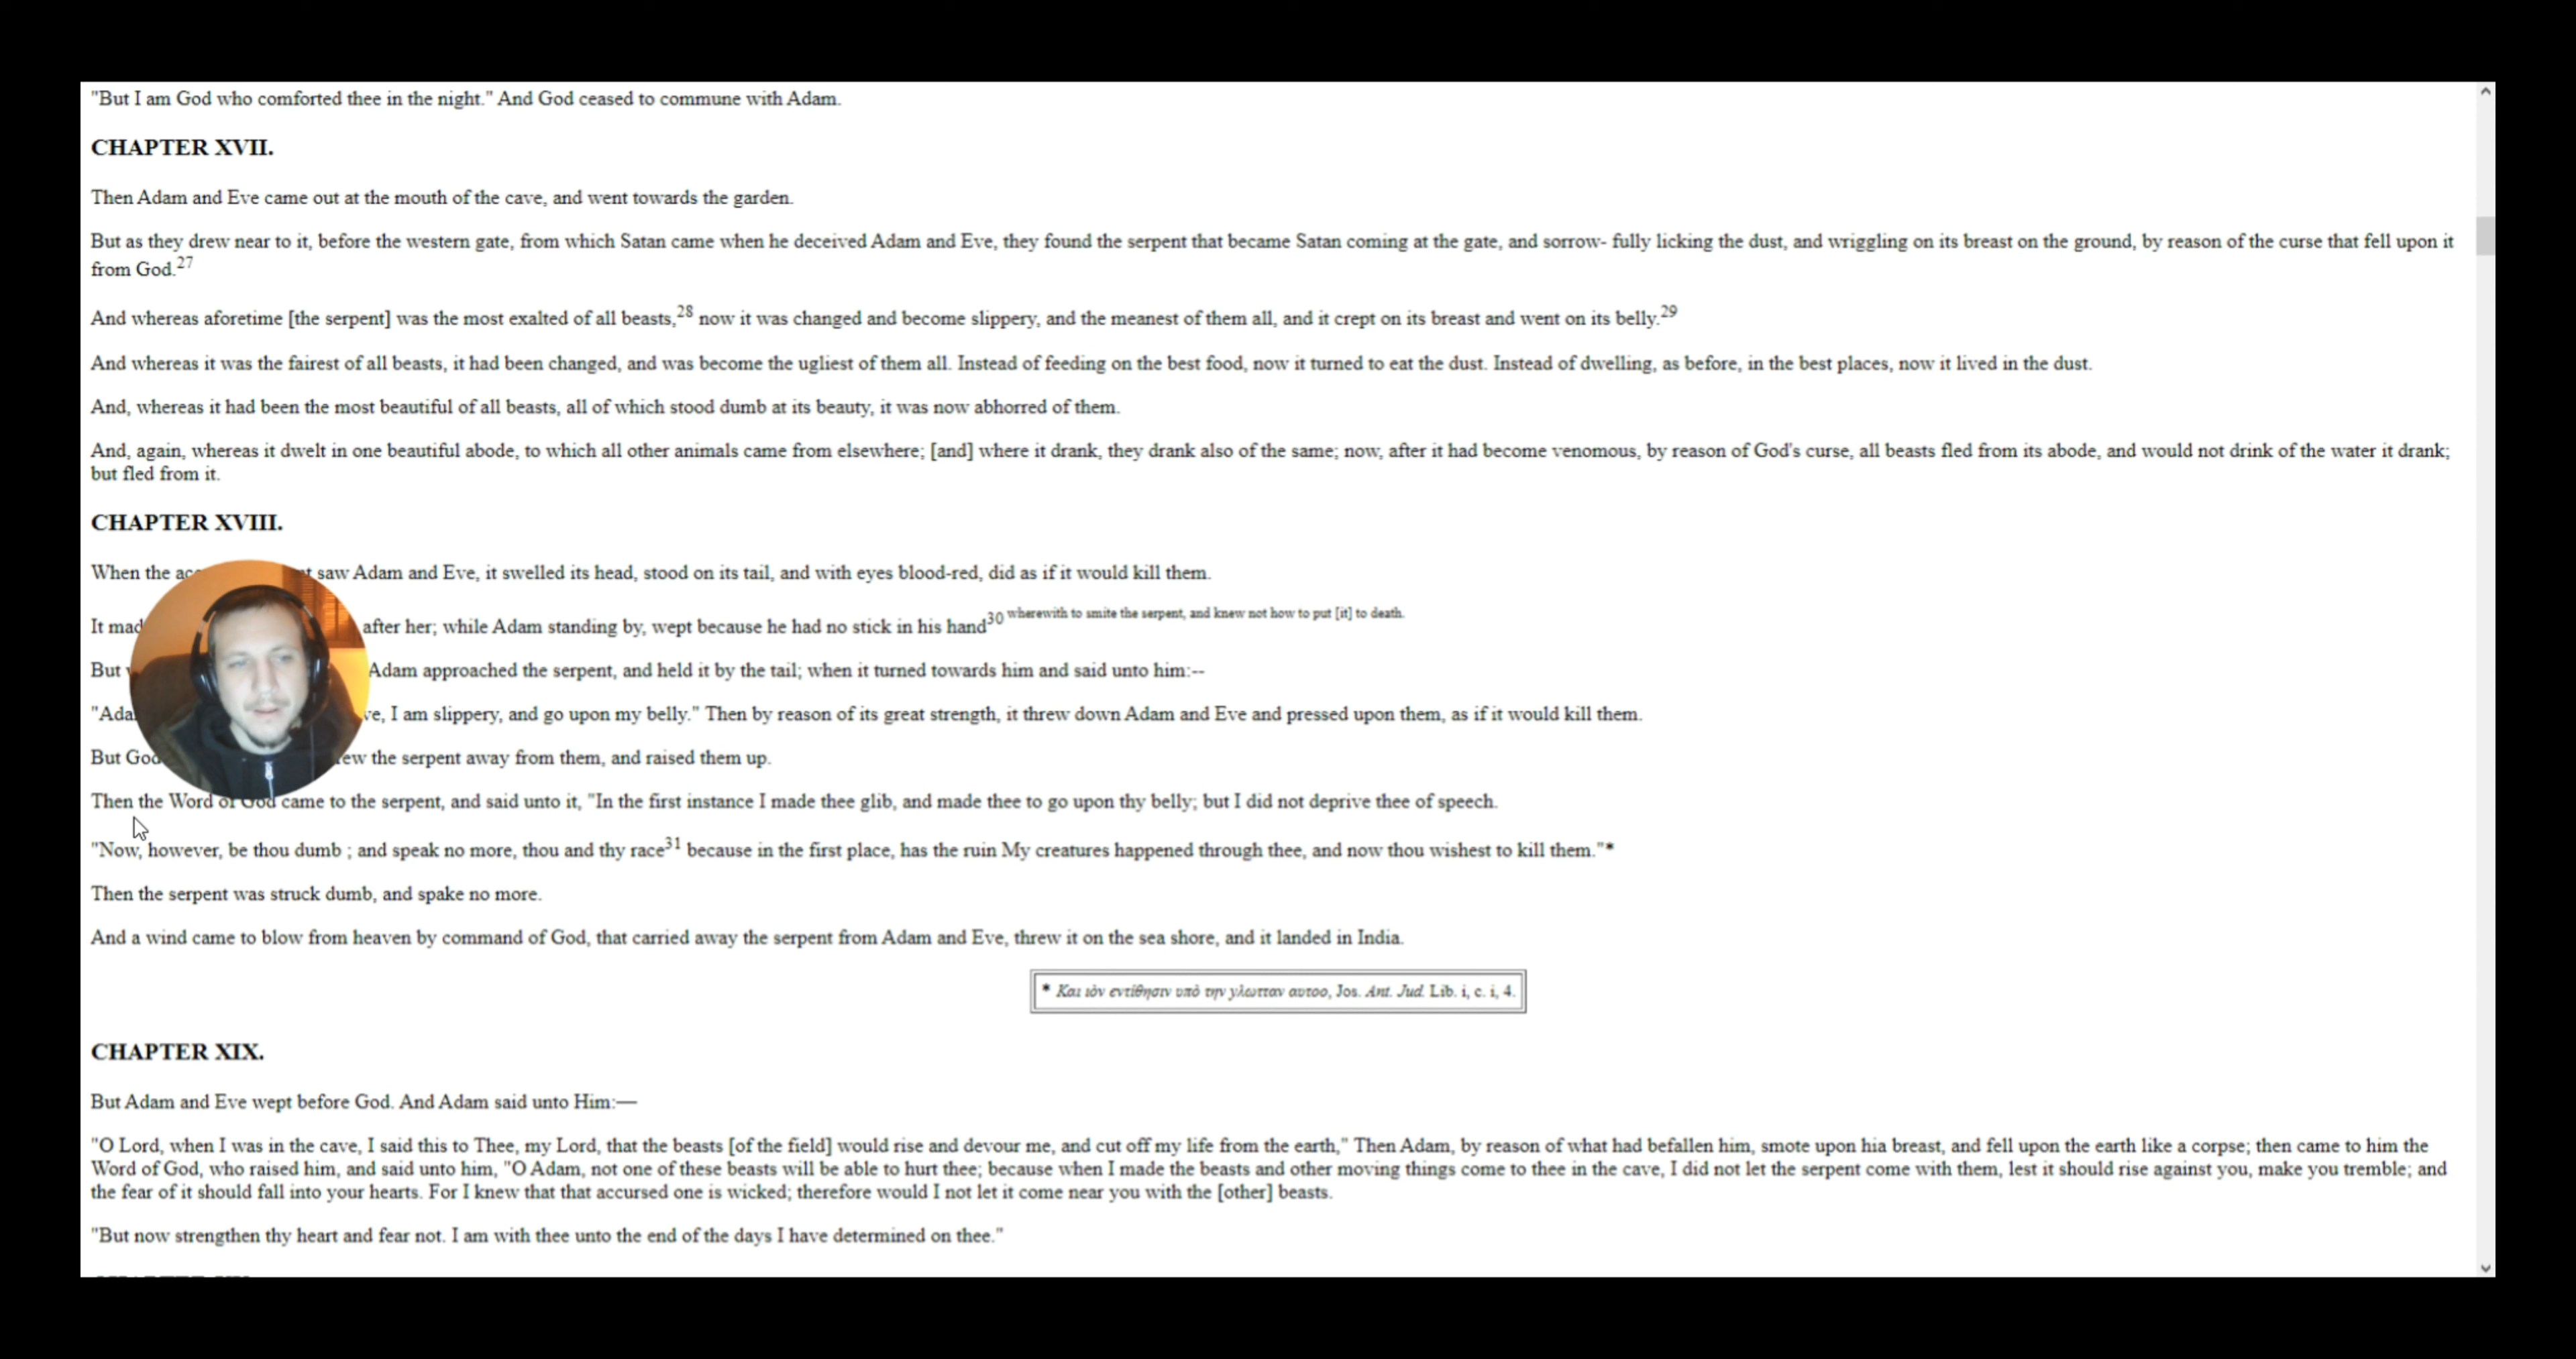 "But I am God who comforted thee in the night." And God ceased to commune with Adam.
CHAPTER XVII.
Then Adam and Eve came out at the mouth of the cave, and went towards the garden.
But as they drew near to it, before the western gate, from which Satan came when he deceived Adam and Eve, they found the serpent that became Satan coming at the gate, and sorrow- fully licking the dust, and wriggling on its breast on the ground, by reason of the curse that fell upon it
from God.27
And whereas aforetime [the serpent] was the most exalted of all beasts,28 now it was changed and become slippery, and the meanest of them all, and it crept on its breast and went on its belly.29
And whereas it was the fairest of all beasts, it had been changed, and was become the ugliest of them all. Instead of feeding on the best food, now it turned to eat the dust. Instead of dwelling, as before, in the best places, now it lived in the dust.
And, whereas it had been the most beautiful of all beasts, all of which stood dumb at its beauty, it was now abhorred of them.
And, again, whereas it dwelt in one beautiful abode, to which all other animals came from elsewhere; [and] where it drank, they drank also of the same; now, after it had become venomous, by reason of God's curse, all beasts fled from its abode, and would not drink of the water it drank;
but fled from it.
CHAPTER XVIII.
When the saw Adam and Eve, it swelled its head, stood on its tail, and with eyes blood-red, did as if it would kill them.
It after her; while Adam standing by, wept because he had no stick in his hand30 wherewith to smite the serpent, and knew not how to put [it] to death.
But Adam approached the serpent, and held it by the tail; when it turned towards him and said unto him:--
I am slippery, and go upon my belly." Then by reason of its great strength, it threw down Adam and Eve and pressed upon them, as if it would kill them.
But the serpent away from them, and raised them up.
Then the Word of God came to the serpent, and said unto it, "In the first instance I made thee glib, and made thee to go upon thy belly; but I did not deprive thee of speech.
"Now, however, be thou dumb ; and speak no more, thou and thy race31 because in the first place, has the ruin My creatures happened through thee, and now thou wishest to kill them."*
Then the serpent was struck dumb, and spake no more.
And a wind came to blow from heaven by command of God, that carried away the serpent from Adam and Eve, threw it on the sea shore, and it landed in India.
* Και ιὸν εντίθησιν υπὸ την γλωτταν αυτοο, Jos. Ant. Jud. Lib. i, c. i, 4.
CHAPTER XIX.
But Adam and Eve wept before God. And Adam said unto Him:—
"O Lord, when I was in the cave, I said this to Thee, my Lord, that the beasts [of the field] would rise and devour me, and cut off my life from the earth," Then Adam, by reason of what had befallen him, smote upon hia breast, and fell upon the earth like a corpse; then came to him the
Word of God, who raised him, and said unto him, "O Adam, not one of these beasts will be able to hurt thee; because when I made the beasts and other moving things come to thee in the cave, I did not let the serpent come with them, lest it should rise against you, make you tremble; and
the fear of it should fall into your hearts. For I knew that that accursed one is wicked; therefore would I not let it come near you with the [other] beasts.
"But now strengthen thy heart and fear not. I am with thee unto the end of the days I have determined on thee."